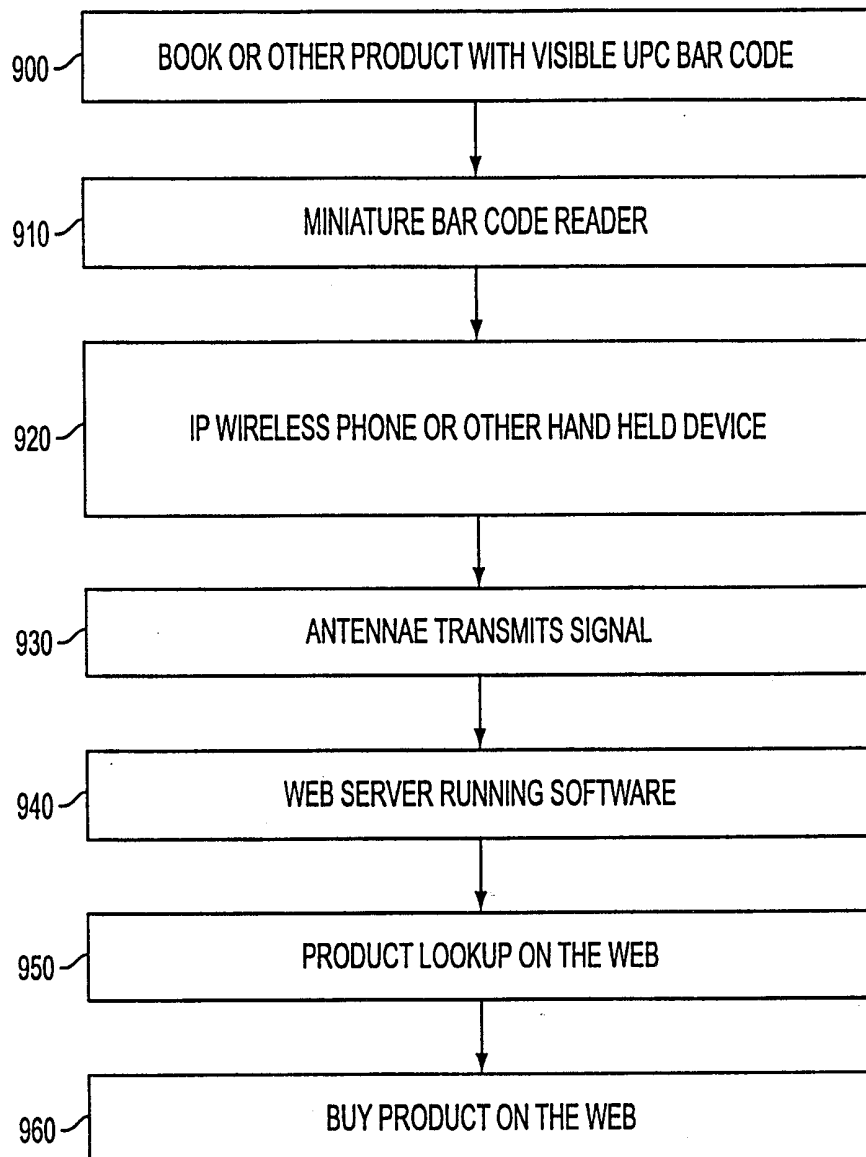 900 BOOK OR OTHER PRODUCT WITH VISIBLE UPC BAR CODE
910 MINIATURE BAR CODE READER
920 IP WIRELESS PHONE OR OTHER HAND HELD DEVICE
930 ANTENNAE TRANSMITS SIGNAL
940 WEB SERVER RUNNING SOFTWARE
950 PRODUCT LOOKUP ON THE WEB
960 BUY PRODUCT ON THE WEB